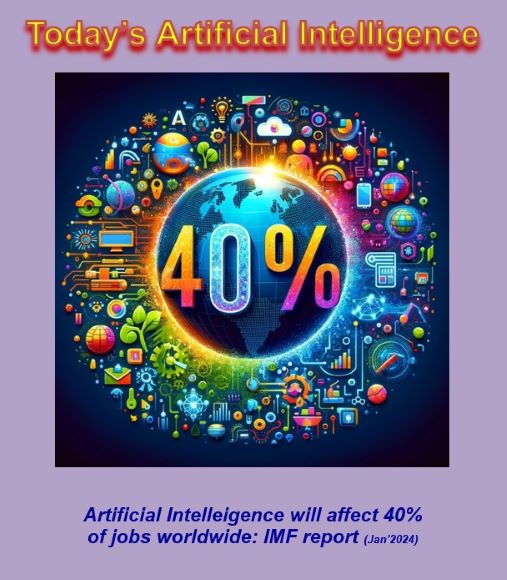 Today's Artificial Intelligence
A
40%
Artificial Intelleigence will affect 40%
of jobs worldwide: IMF report (Jan'2024)